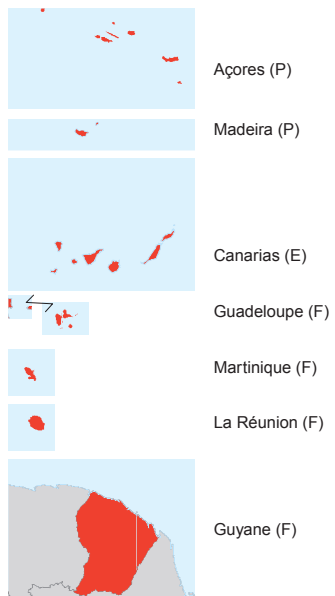 Açores (P)
Madeira (P)
Canarias (E)
Guadeloupe (F)
Martinique (F)
La Réunion (F)
Guyane (F)